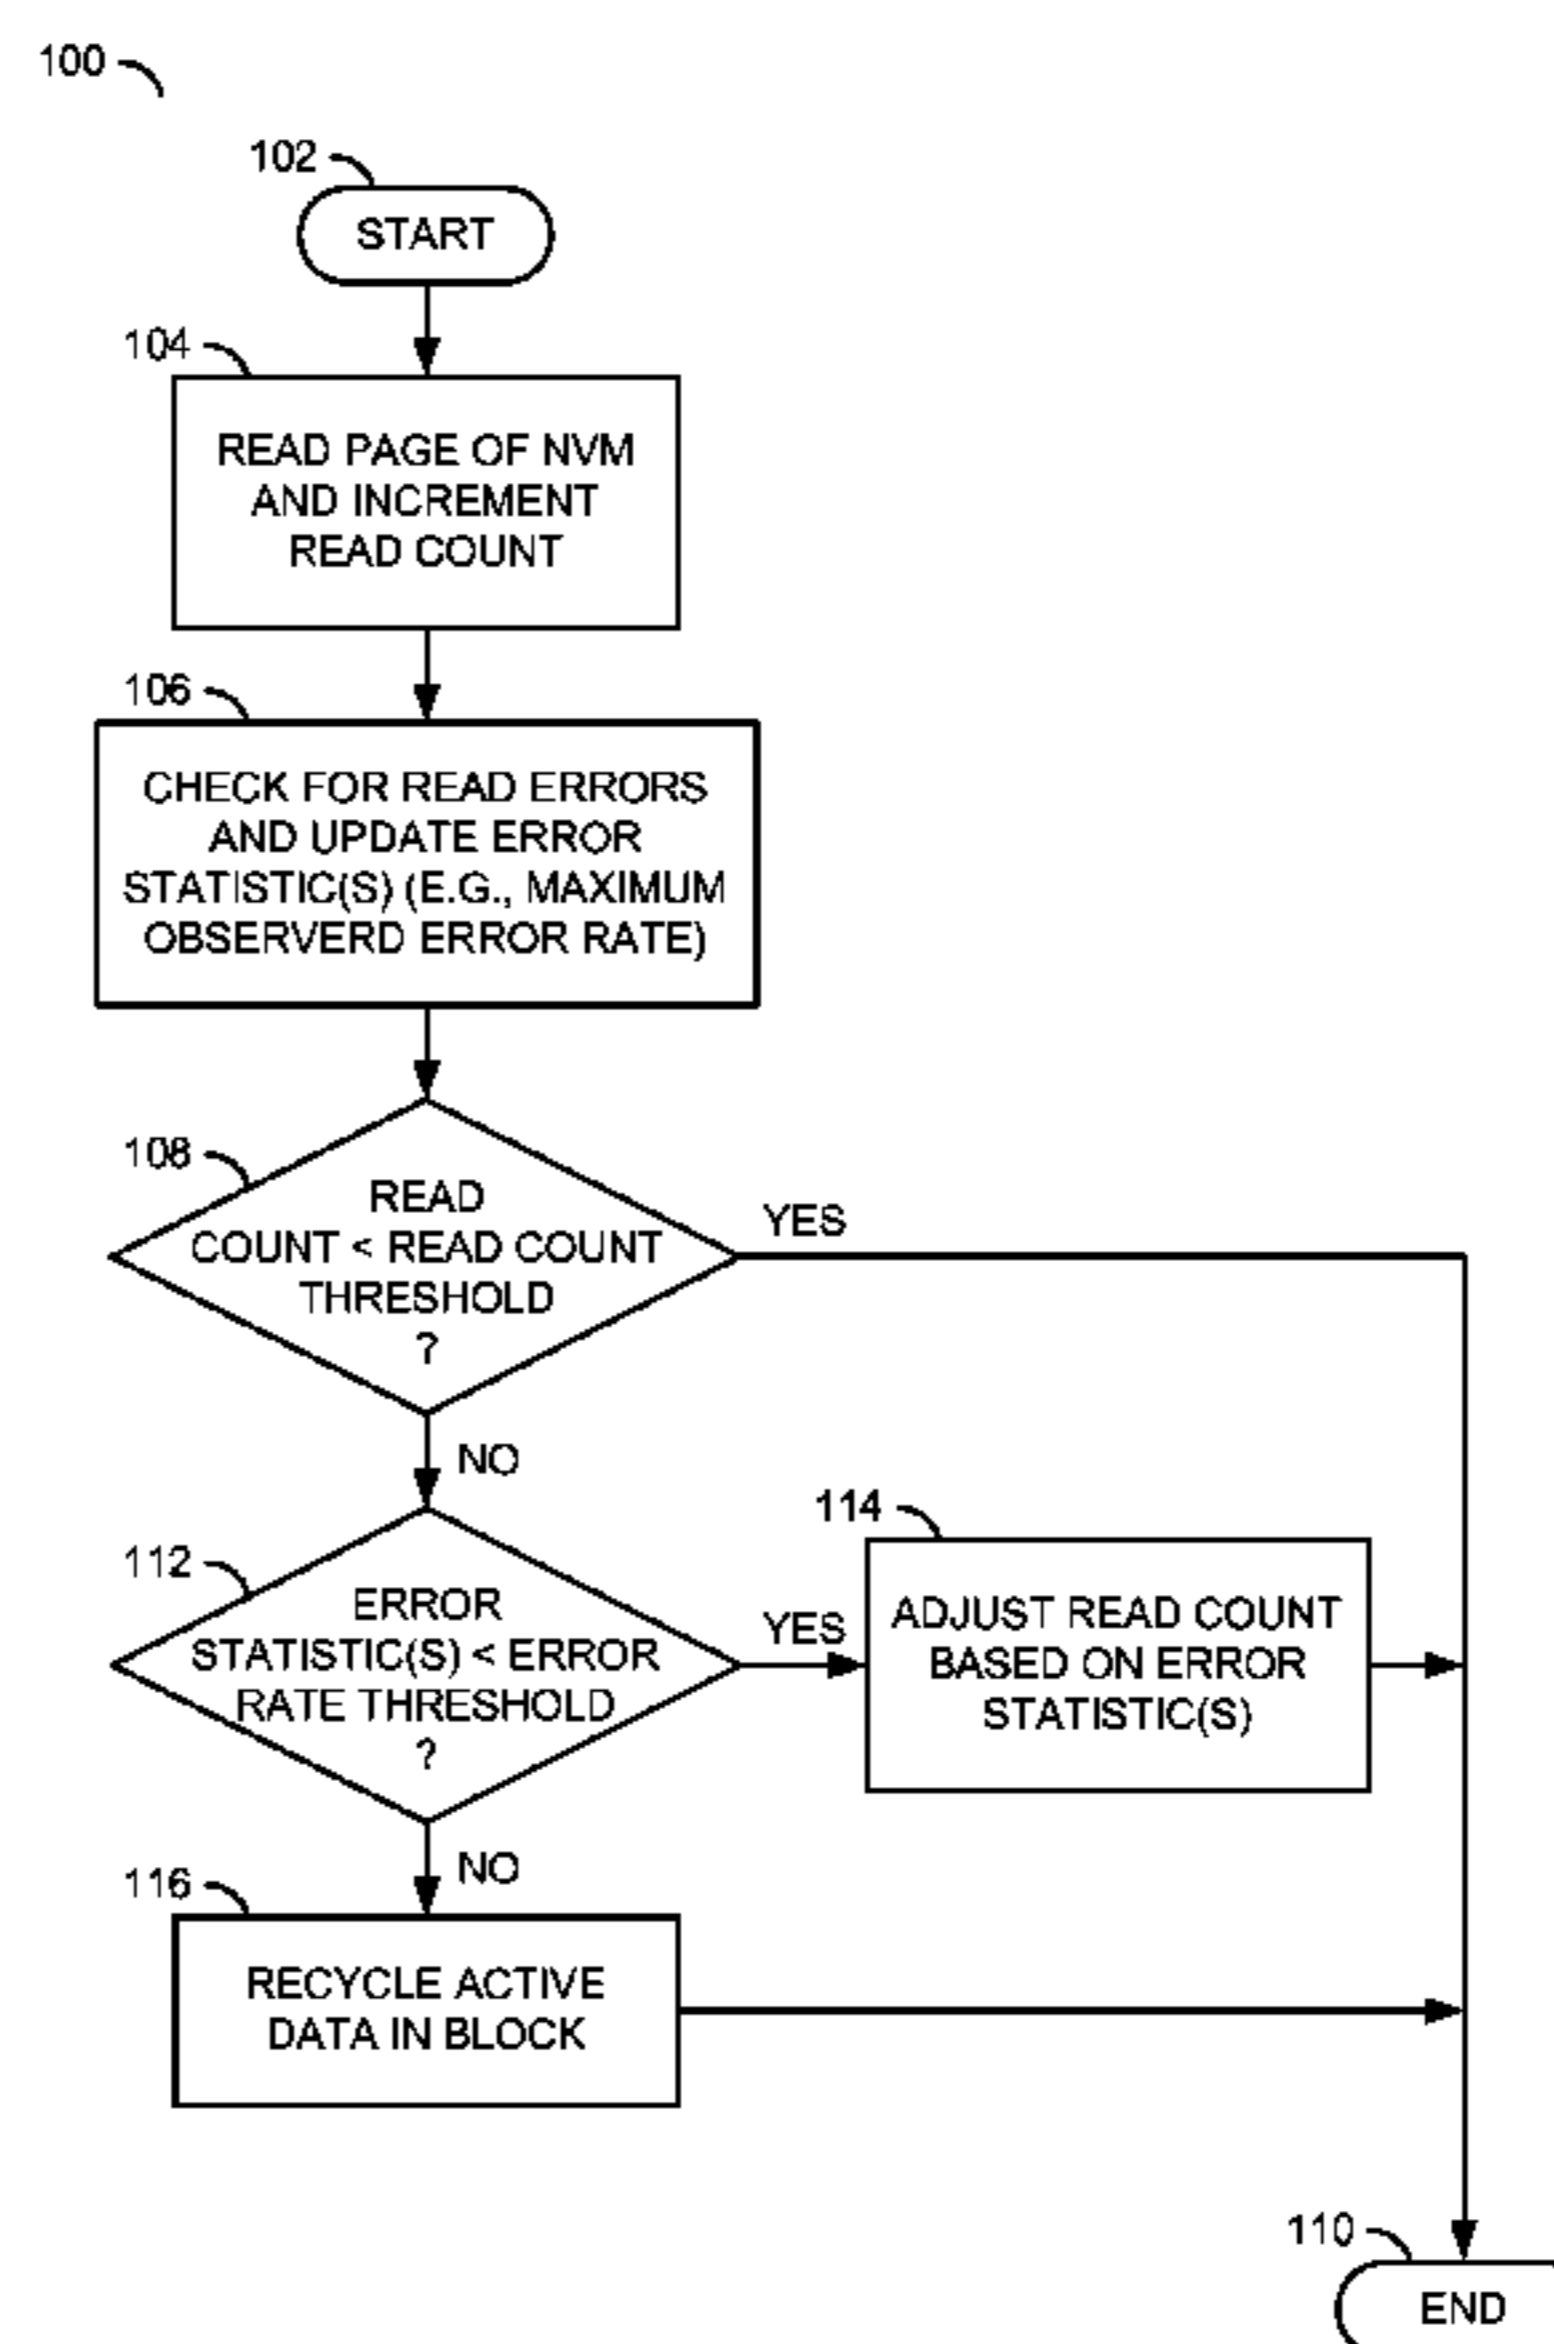 100
102
START
104
READ PAGE OF NVM
AND INCREMENT
READ COUNT
106
CHECK FOR READ ERRORS
AND UPDATE ERROR
STATISTIC(S) (E.G., MAXIMUM
OBSERVERD ERROR RATE)
108
READ
COUNT < READ COUNT
THRESHOLD
?
YES
NO
112
ERROR
STATISTIC(S) < ERROR
RATE THRESHOLD
?
YES
114
ADJUST READ COUNT
BASED ON ERROR
STATISTIC(S)
NO
116
RECYCLE ACTIVE
DATA IN BLOCK
110
END